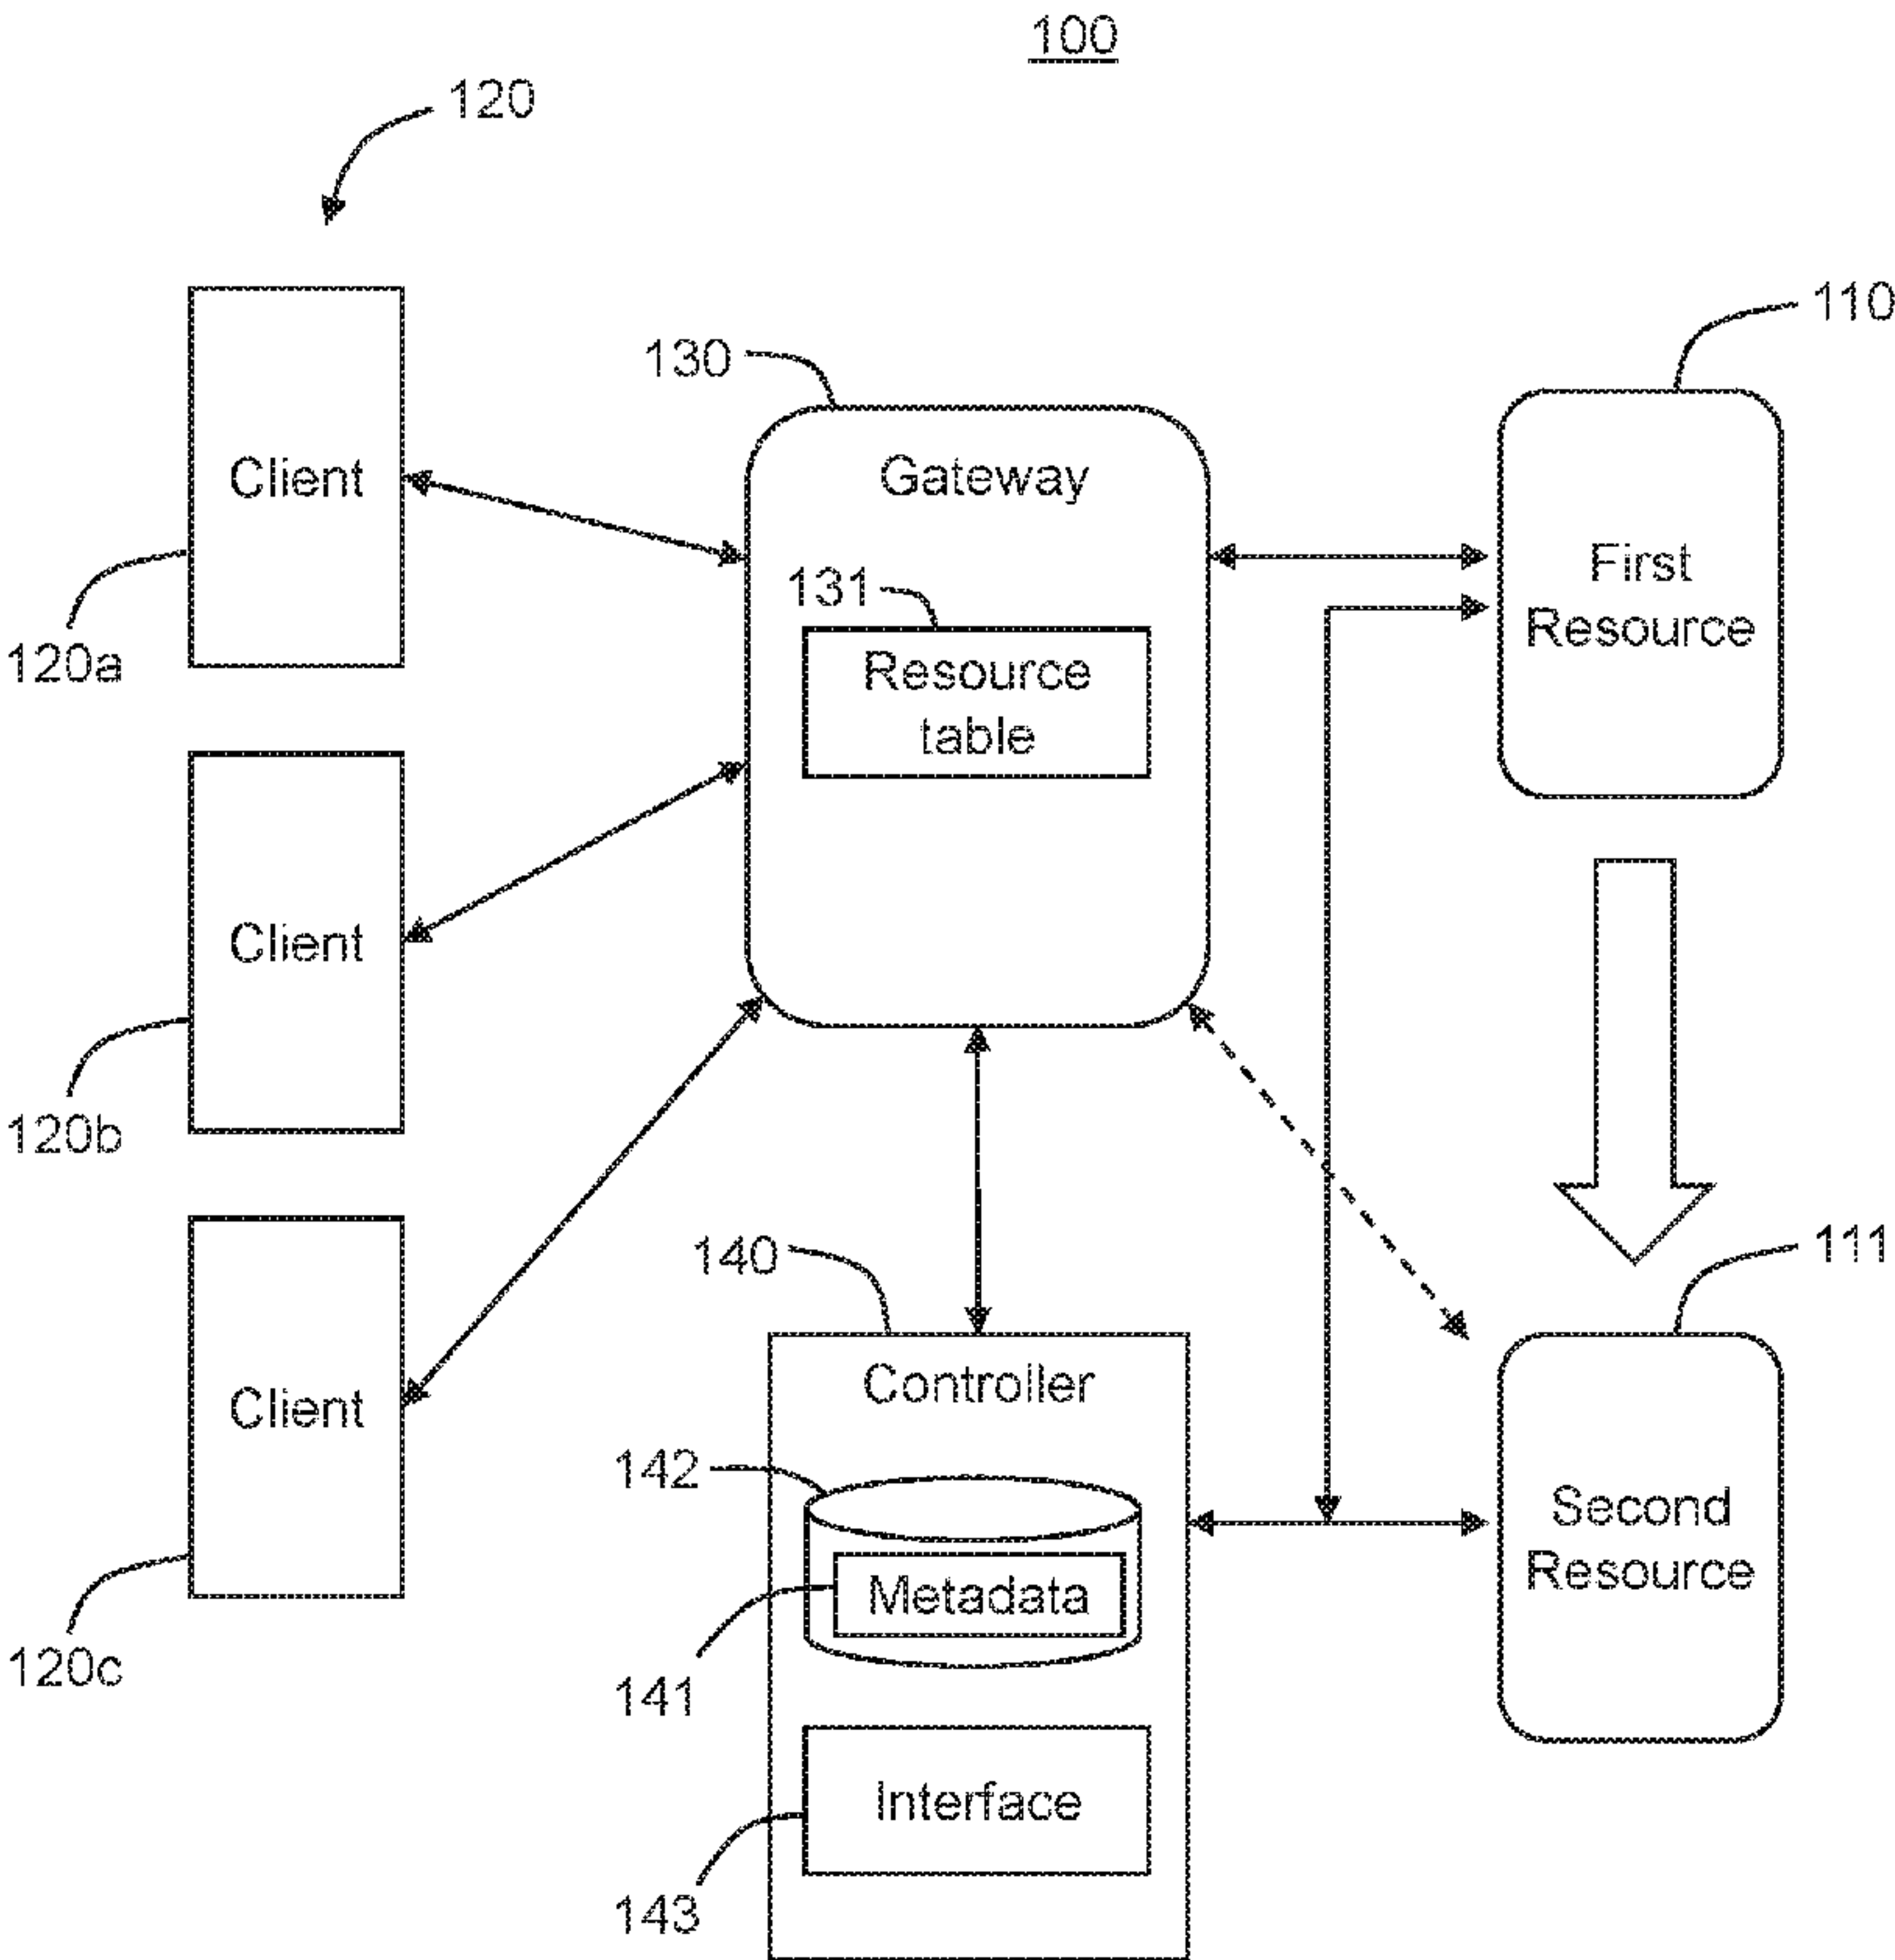 100
120
110
130
Client
Gateway
131
First
Resource
120a
Resource
table
Client
120b
140
111
Controller
Client
142
Second
Resource
Metadata
120c
141
Interface
143